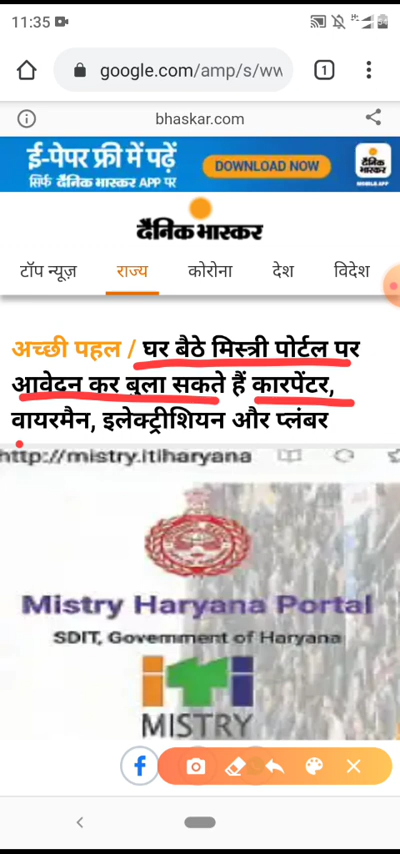 11:35
google.com/amp/s/ww
1
bhaskar.com
ई-पेपर फ्री में पढ़ें
सिर्फ दैनिक भास्कर APP पर
DOWNLOAD NOW
दैनिक भास्कर
MOBILE APP
दैनिक भास्कर
टॉप न्यूज़ राज्य कोरोना देश विदेश
अच्छी पहल / घर बैठे मिस्त्री पोर्टल पर
आवेदन कर बुला सकते हैं कारपेंटर,
वायरमैन, इलेक्ट्रीशियन और प्लंबर
http://mistry.itiharyana
Mistry Haryana Portal
SDIT, Government of Haryana
iti
MISTRY